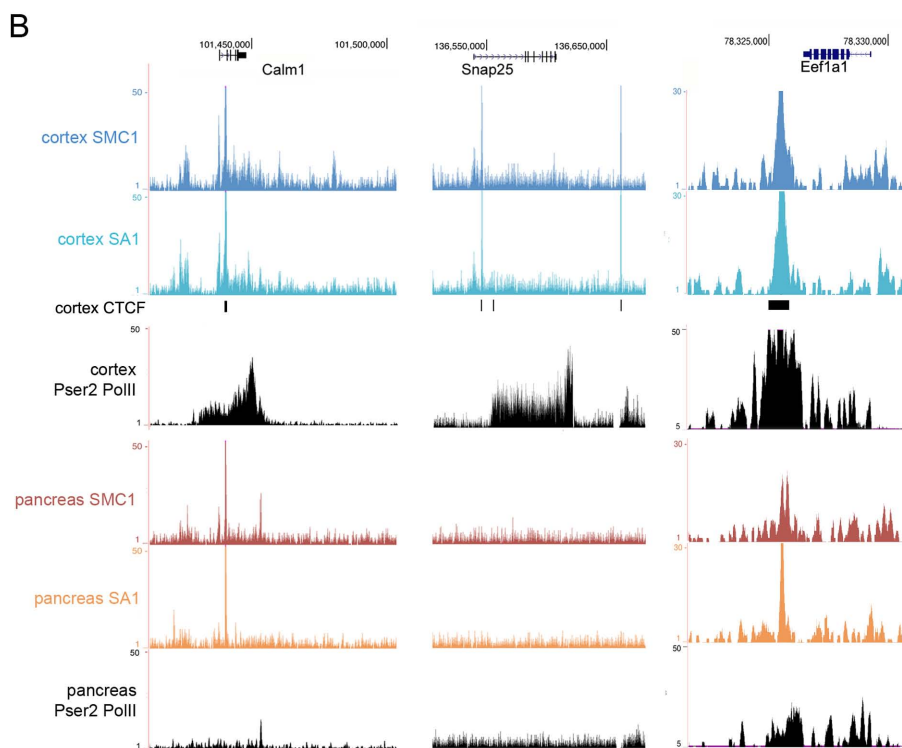 B
101,450,000 101,500,000 136,550,000 136,650,000 78,325,000 78,330,000
Calm1 Snap25 Eef1a1
cortex SMC1
50 30
1 1
cortex SA1
50 30
1 1
cortex CTCF
cortex
Pser2 PolII
50 50
1 5
pancreas SMC1
50 30
1 1
pancreas SA1
50 30
1 1
pancreas
Pser2 PolII
50 50
1 5